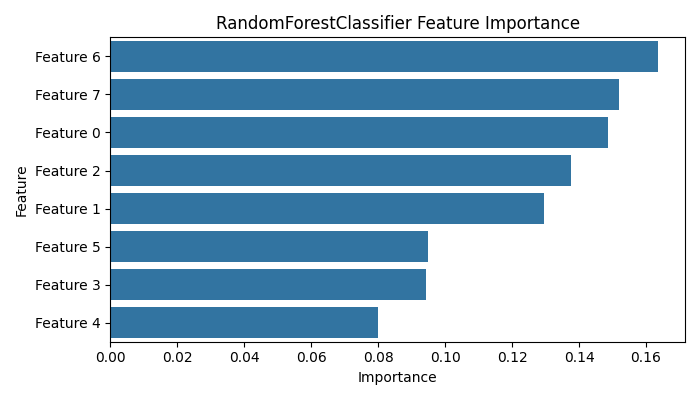 RandomForestClassifier Feature Importance
Feature 6
Feature 7
Feature 0
Feature 2
Feature 1
Feature 5
Feature 3
Feature 4
Feature
0.00 0.02 0.04 0.06 0.08 0.10 0.12 0.14 0.16
Importance